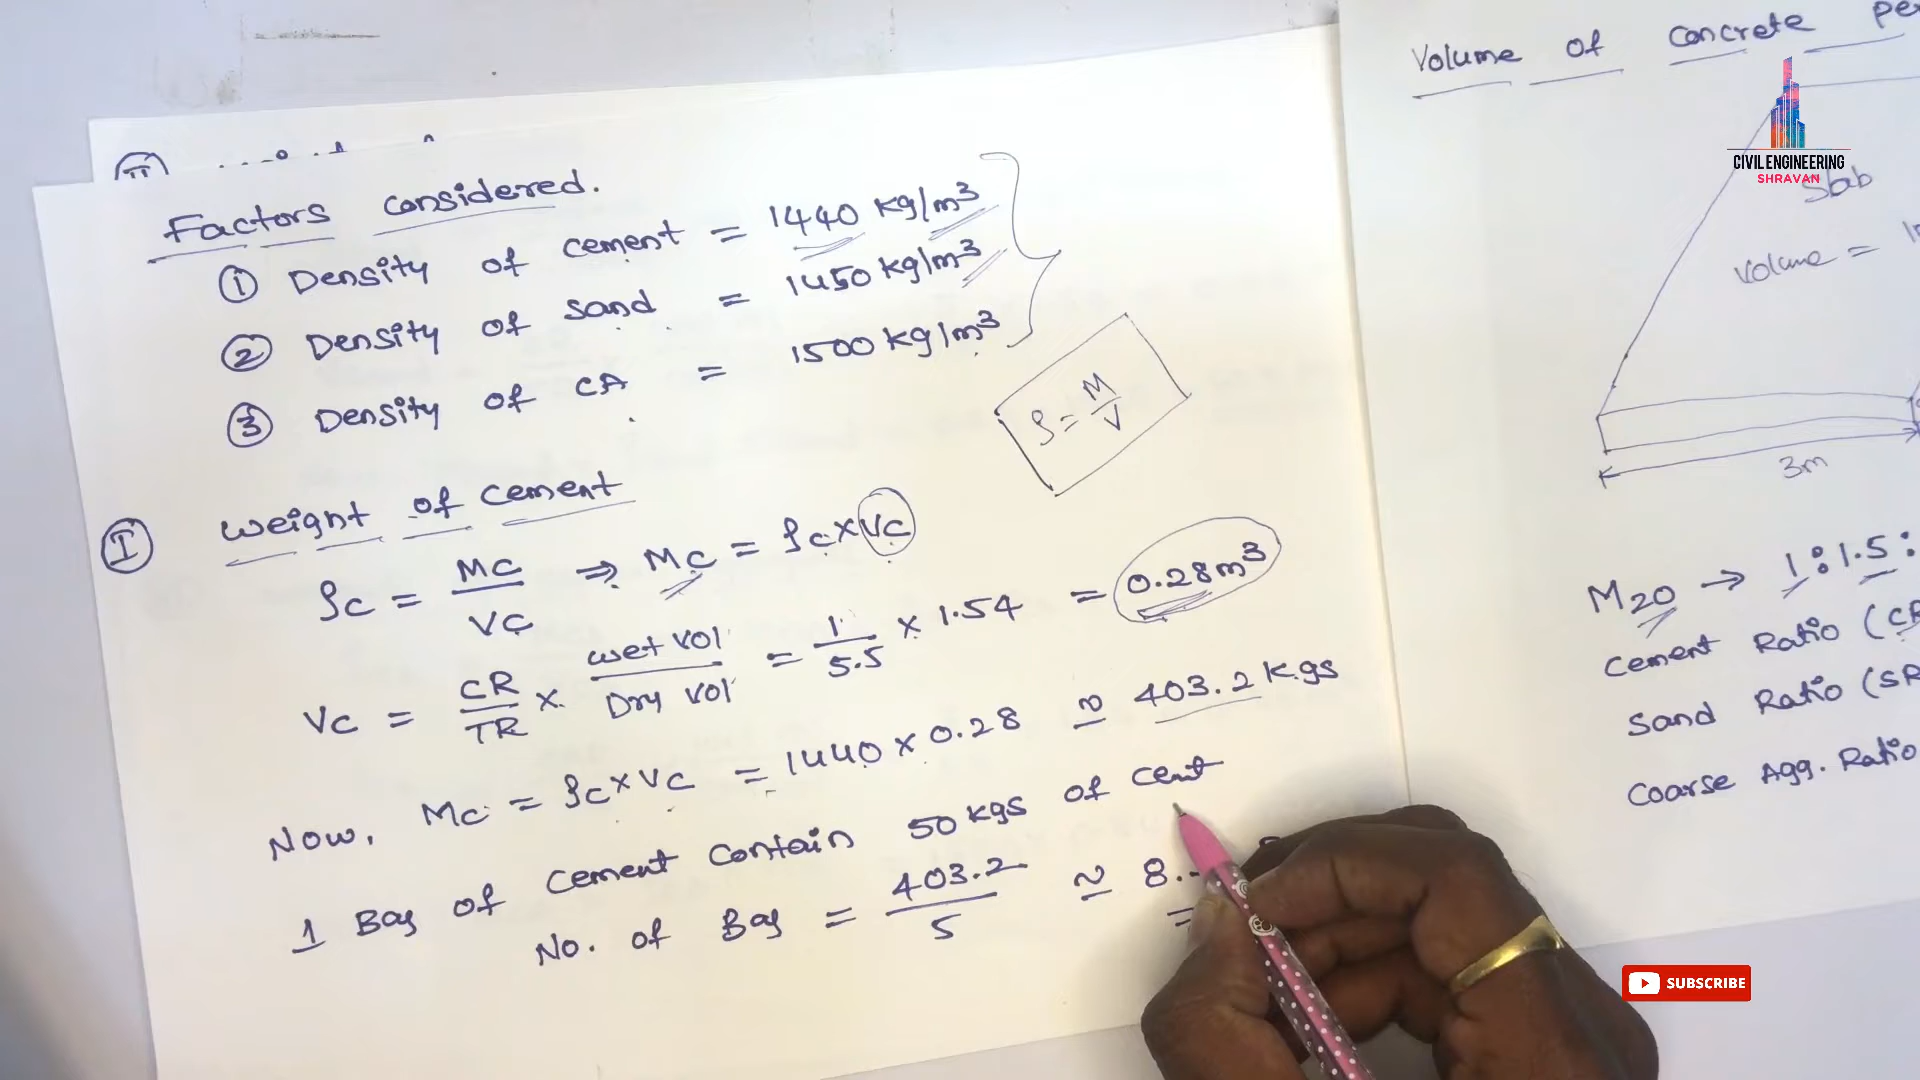 Factors considered.
① Density of cement = 1440 kg/m³
② Density of sand = 1450 kg/m³
③ Density of CA = 1500 kg/m³
ρ = M/V
Ⓘ weight of cement
ρc = Mc/Vc ⇒ Mc = ρc × Vc
Vc = CR/TR × wet vol/Dry vol = 1/5.5 × 1.54 = 0.28m³
Now, Mc = ρc × Vc = 1440 × 0.28 ≈ 403.2 Kgs
1 Bag of cement contain 50 kgs of cent
No. of Bag = 403.2/5 ≈ 8.
=
Volume of concrete pe
CIVIL ENGINEERING
SHRAVAN
Slab
Volume =
3m
M20 → 1:1.5:
Cement Ratio (CR
Sand Ratio (SR
Coarse Agg. Ratio
SUBSCRIBE